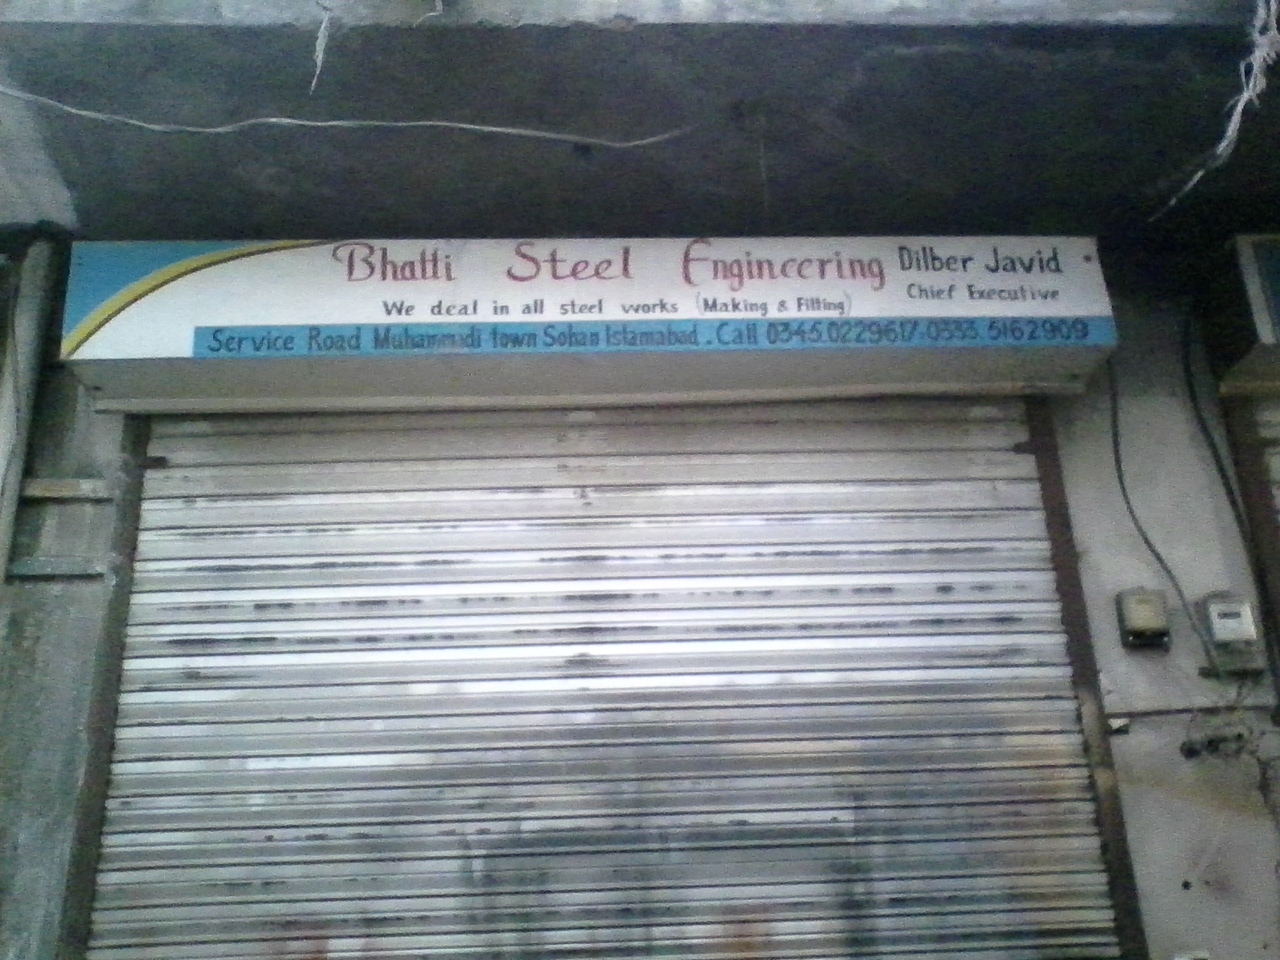 Bhatti Steel Engineering
Dilber Javid
Chief Executive
We deal in all steel works (Making & Fitting)
Service Road Muhammadi town Sohan Islamabad. Call 0345.0229617-0333.5162909